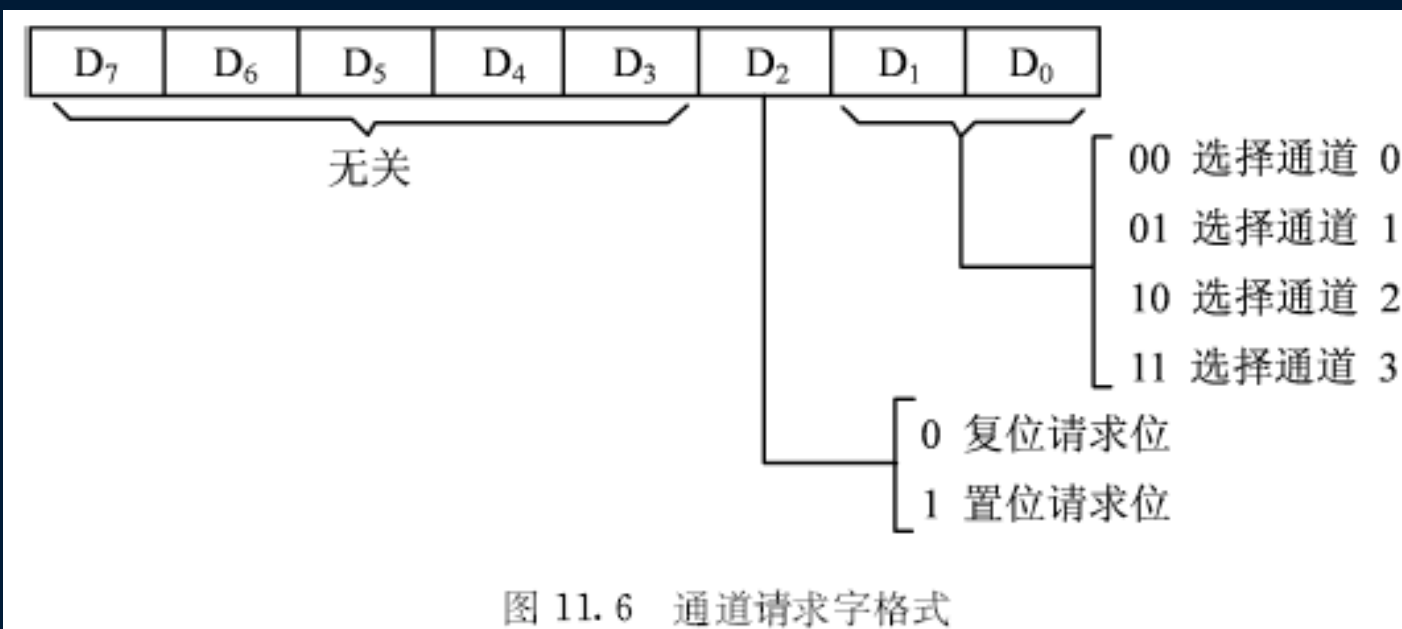 D₇ D₆ D₅ D₄ D₃ D₂ D₁ D₀
无关
00 选择通道 0
01 选择通道 1
10 选择通道 2
11 选择通道 3
0 复位请求位
1 置位请求位
图 11.6 通道请求字格式